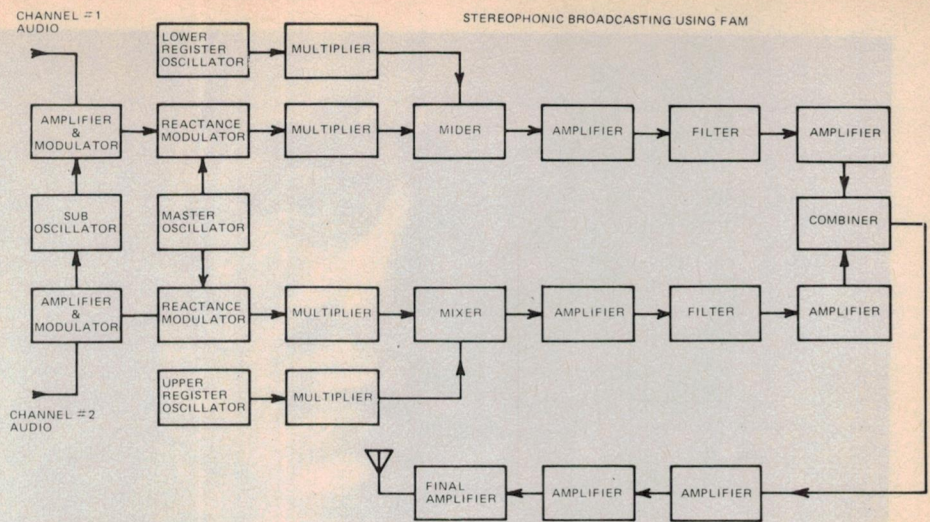 STEREOPHONIC BROADCASTING USING FAM
CHANNEL #1
AUDIO
LOWER
REGISTER
OSCILLATOR
MULTIPLIER
AMPLIFIER
&
MODULATOR
REACTANCE
MODULATOR
MULTIPLIER
MIDER
AMPLIFIER
FILTER
AMPLIFIER
SUB
OSCILLATOR
MASTER
OSCILLATOR
COMBINER
AMPLIFIER
&
MODULATOR
REACTANCE
MODULATOR
MULTIPLIER
MIXER
AMPLIFIER
FILTER
AMPLIFIER
UPPER
REGISTER
OSCILLATOR
MULTIPLIER
CHANNEL #2
AUDIO
FINAL
AMPLIFIER
AMPLIFIER
AMPLIFIER